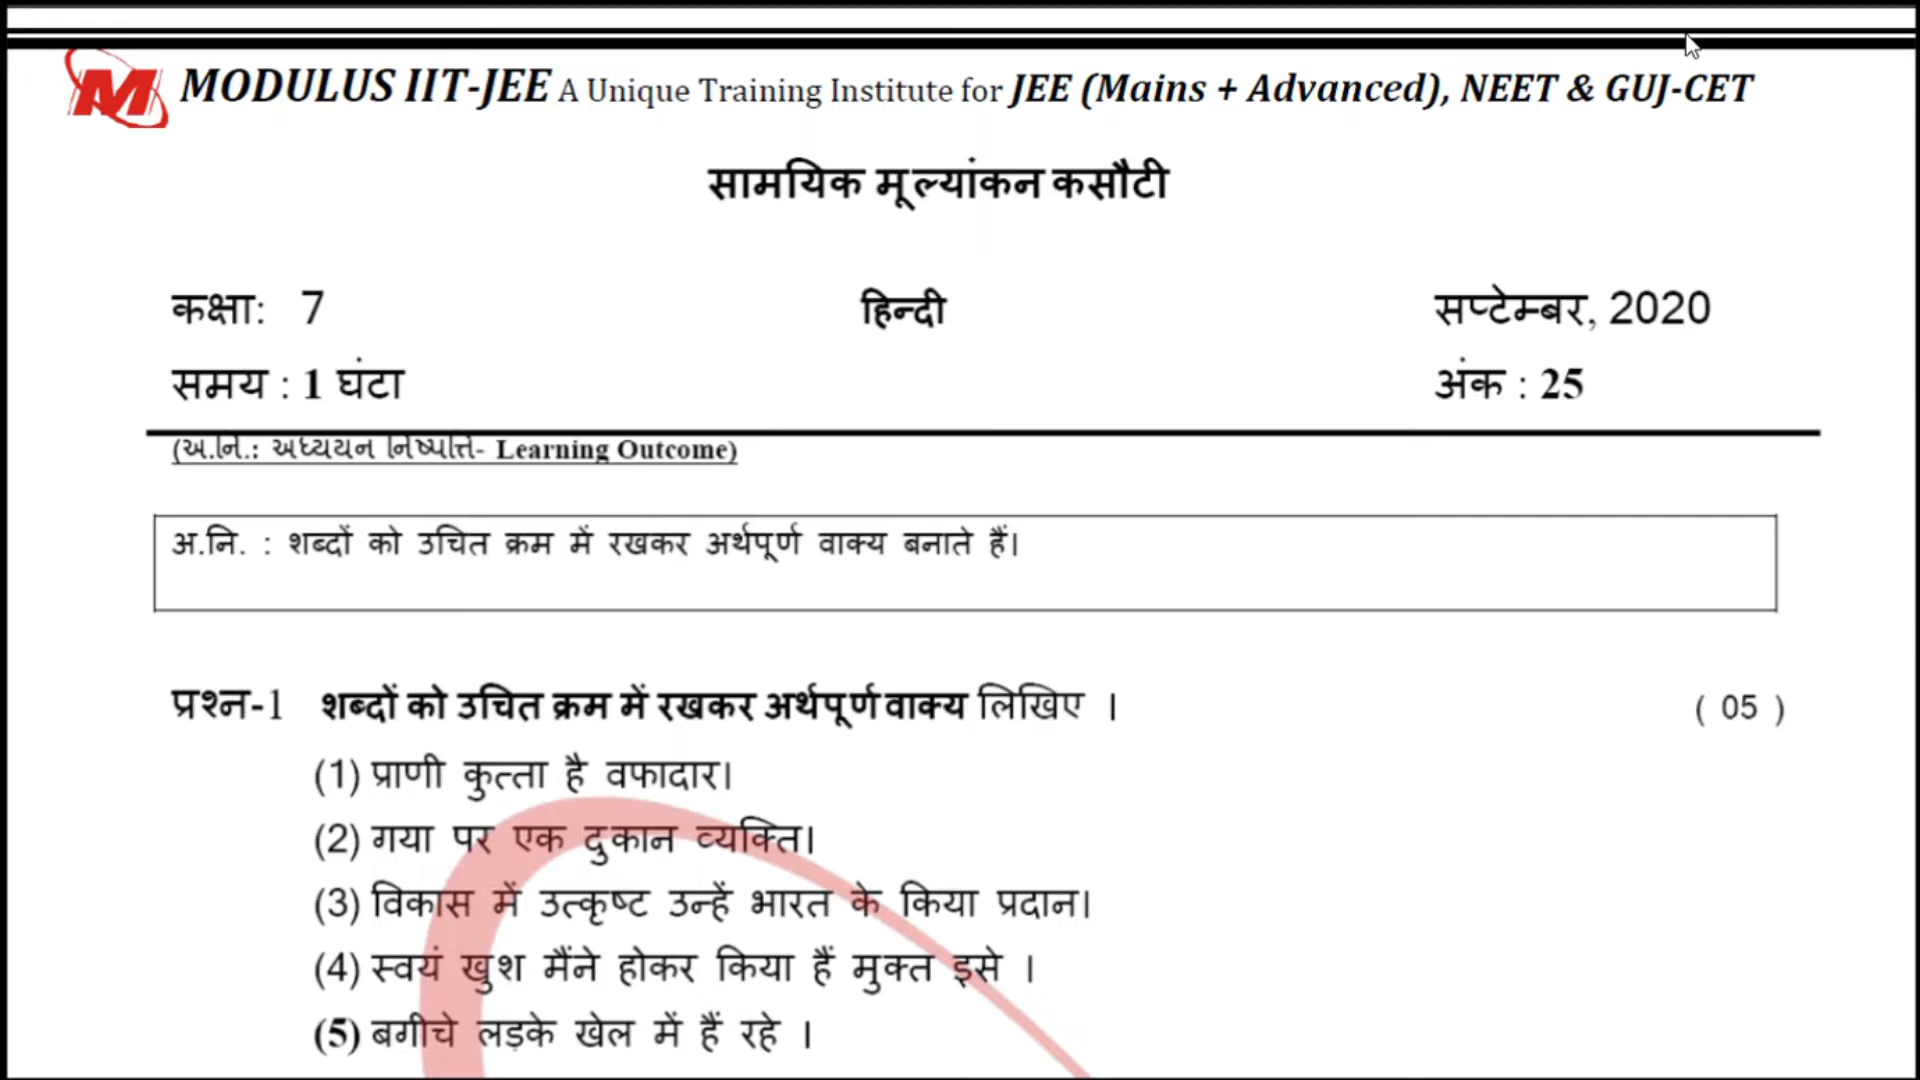 MODULUS IIT-JEE A Unique Training Institute for JEE (Mains + Advanced), NEET & GUJ-CET
सामयिक मूल्यांकन कसौटी
कक्षा: 7 हिन्दी सप्टेम्बर, 2020
समय : 1 घंटा अंक : 25
(અ.નિ.: અધ્યયન નિષ્પત્તિ- Learning Outcome)
अ.नि. : शब्दों को उचित क्रम में रखकर अर्थपूर्ण वाक्य बनाते हैं।
प्रश्न-1 शब्दों को उचित क्रम में रखकर अर्थपूर्ण वाक्य लिखिए । ( 05 )
(1) प्राणी कुत्ता है वफादार।
(2) गया पर एक दुकान व्यक्ति।
(3) विकास में उत्कृष्ट उन्हें भारत के किया प्रदान।
(4) स्वयं खुश मैंने होकर किया हैं मुक्त इसे ।
(5) बगीचे लड़के खेल में हैं रहे ।